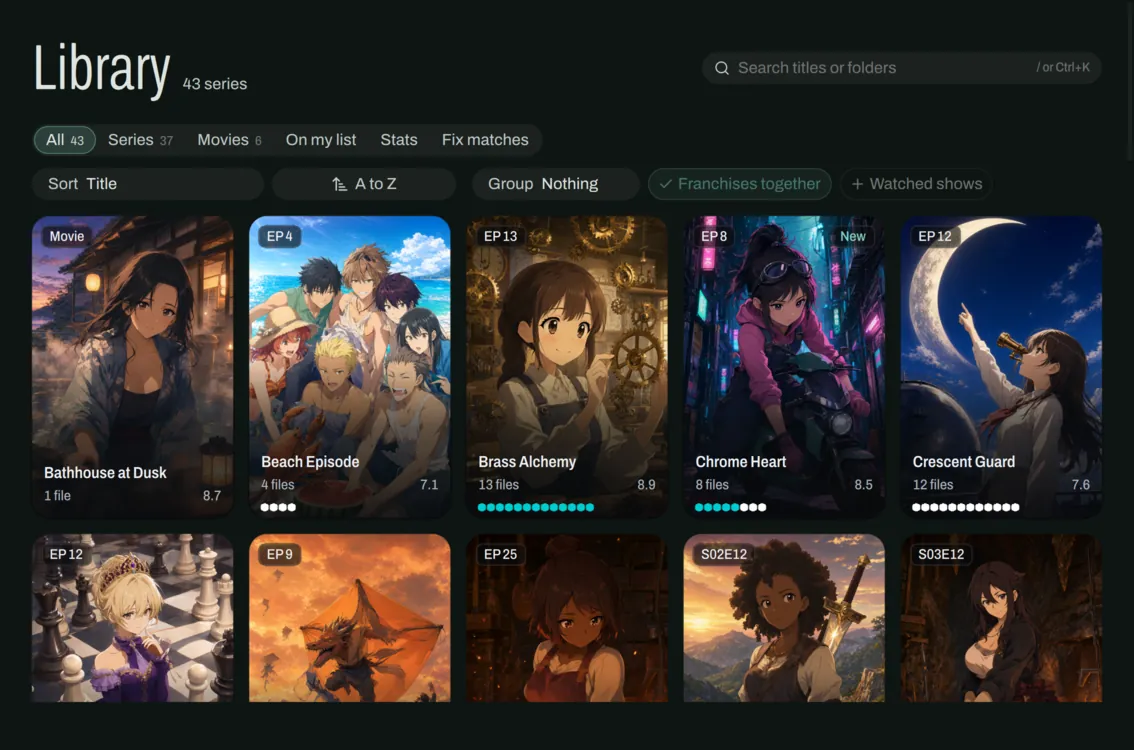 Library 43 series
Search titles or folders / or Ctrl+K
All 43 Series 37 Movies 6 On my list Stats Fix matches
Sort Title A to Z Group Nothing Franchises together + Watched shows
Movie
EP 4
EP 13
EP 8 New
EP 12
Bathhouse at Dusk
1 file 8.7
Beach Episode
4 files 7.1
Brass Alchemy
13 files 8.9
Chrome Heart
8 files 8.5
Crescent Guard
12 files 7.6
EP 12
EP 9
EP 25
S02E12
S03E12